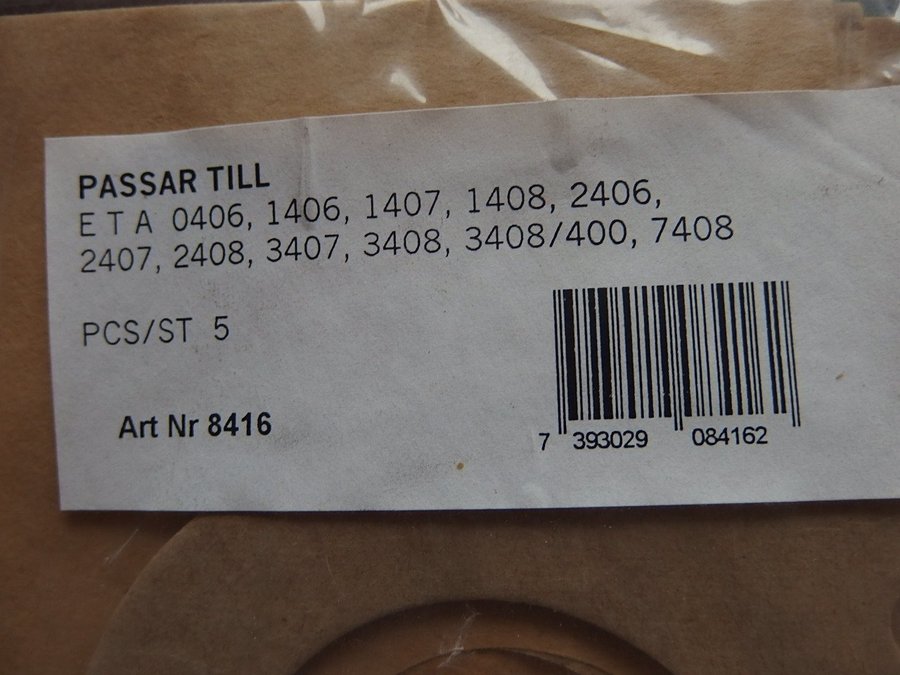 PASSAR TILL
E T A 0406, 1406, 1407, 1408, 2406,
2407, 2408, 3407, 3408, 3408/400, 7408
PCS/ST 5
Art Nr 8416
7 393029 084162